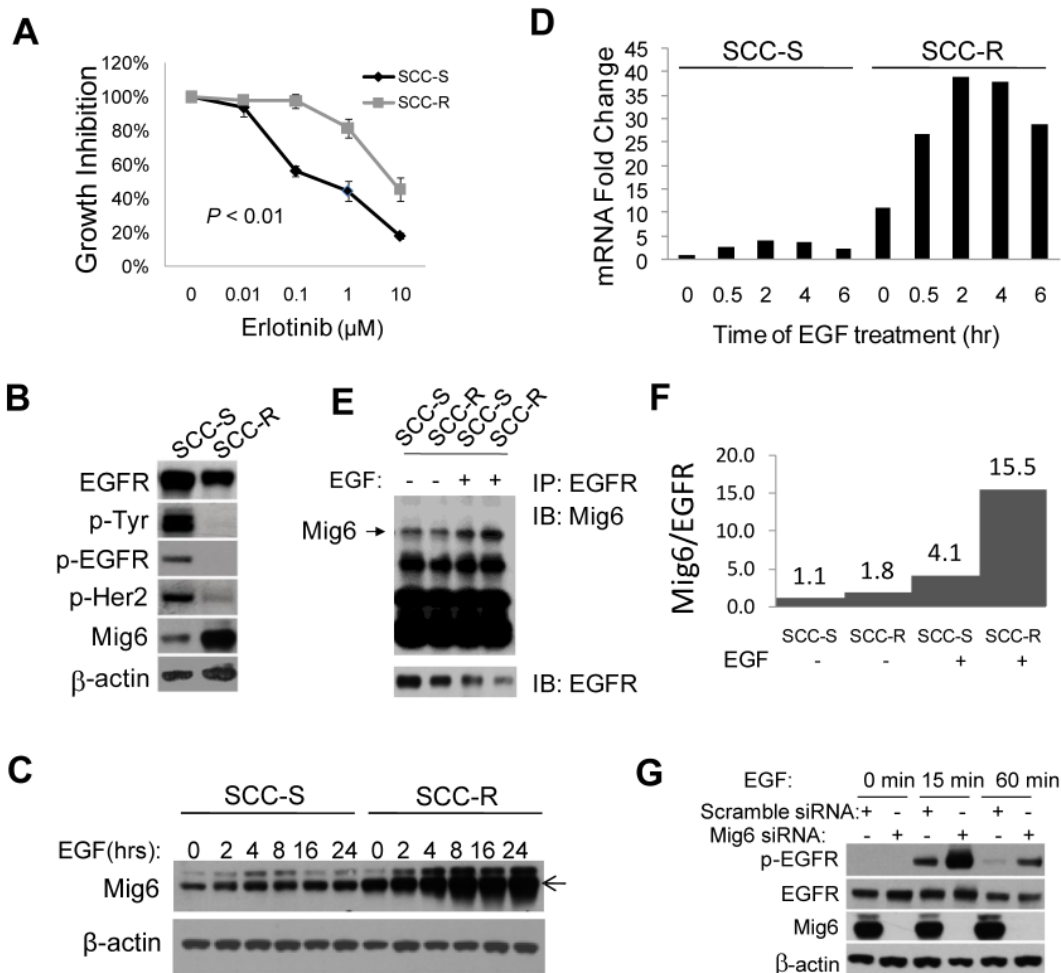 A
120%
100%
80%
60%
40%
20%
0%
Growth Inhibition
SCC-S
SCC-R
P < 0.01
0 0.01 0.1 1 10
Erlotinib (µM)
D
SCC-S SCC-R
45
40
35
30
25
20
15
10
5
0
mRNA Fold Change
0 0.5 2 4 6 0 0.5 2 4 6
Time of EGF treatment (hr)
B
SCC-S SCC-R
EGFR
p-Tyr
p-EGFR
p-Her2
Mig6
β-actin
E
SCC-S SCC-R SCC-S SCC-R
EGF: - - + +
IP: EGFR
IB: Mig6
Mig6
IB: EGFR
F
20.0
15.0
10.0
5.0
0.0
Mig6/EGFR
1.1 1.8 4.1 15.5
SCC-S SCC-R SCC-S SCC-R
EGF - - + +
C
SCC-S SCC-R
EGF(hrs): 0 2 4 8 16 24 0 2 4 8 16 24
Mig6
β-actin
G
EGF: 0 min 15 min 60 min
Scramble siRNA: + - + - + -
Mig6 siRNA: - + - + - +
p-EGFR
EGFR
Mig6
β-actin